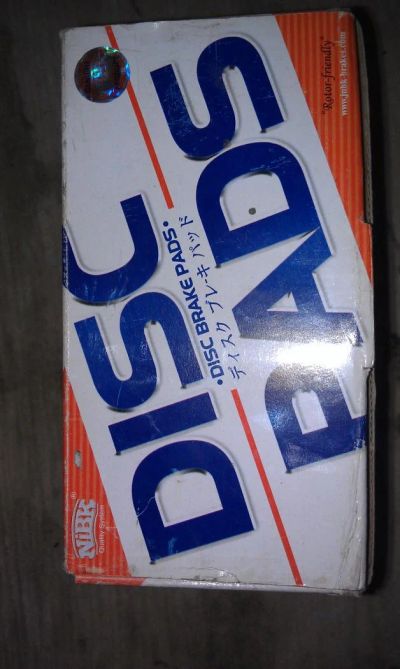 "Rotor-friendly"
www.jnbk-brakes.com
DISC
•DISC BRAKE PADS•
ディスク ブレーキ パッド
PADS
NiBK®
Quality System